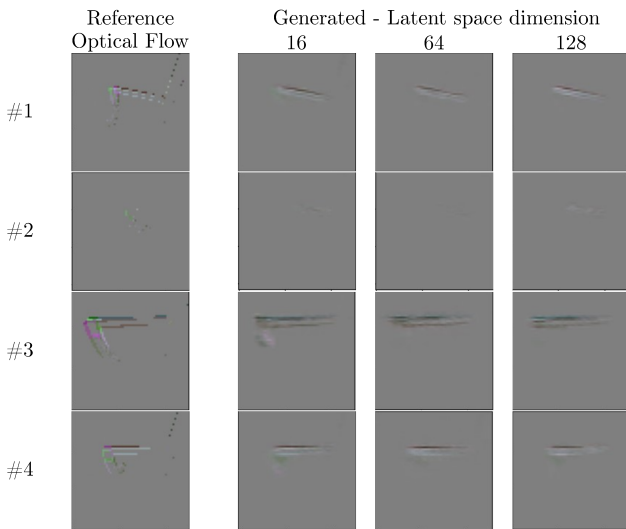 Reference Generated - Latent space dimension
Optical Flow 16 64 128
#1
#2
#3
#4